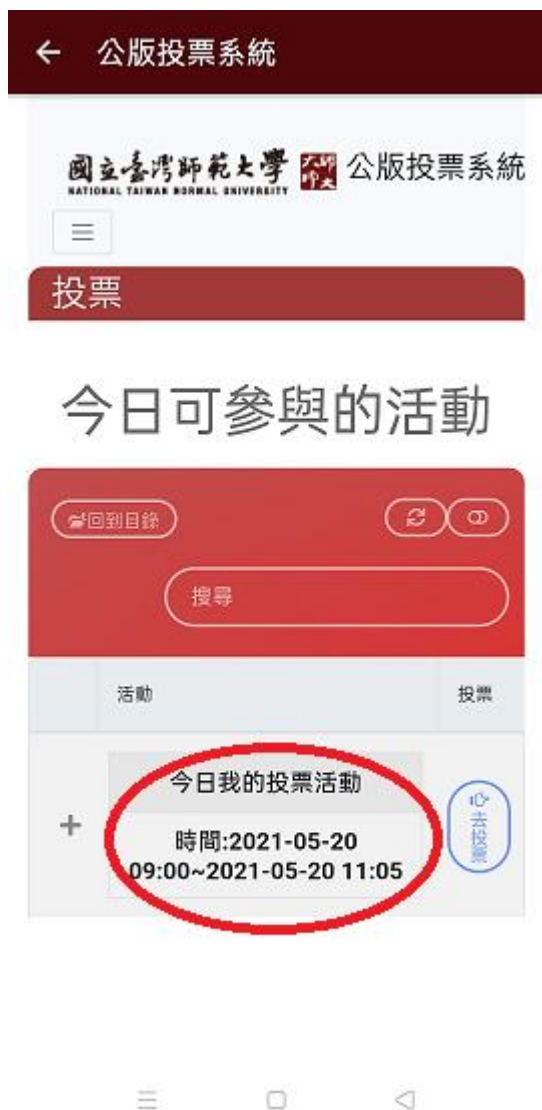 公版投票系統
國立臺灣師範大學 師大 公版投票系統
NATIONAL TAIWAN NORMAL UNIVERSITY
投票
今日可參與的活動
回到目錄
搜尋
活動 投票
今日我的投票活動
時間:2021-05-20
09:00~2021-05-20 11:05
去投票